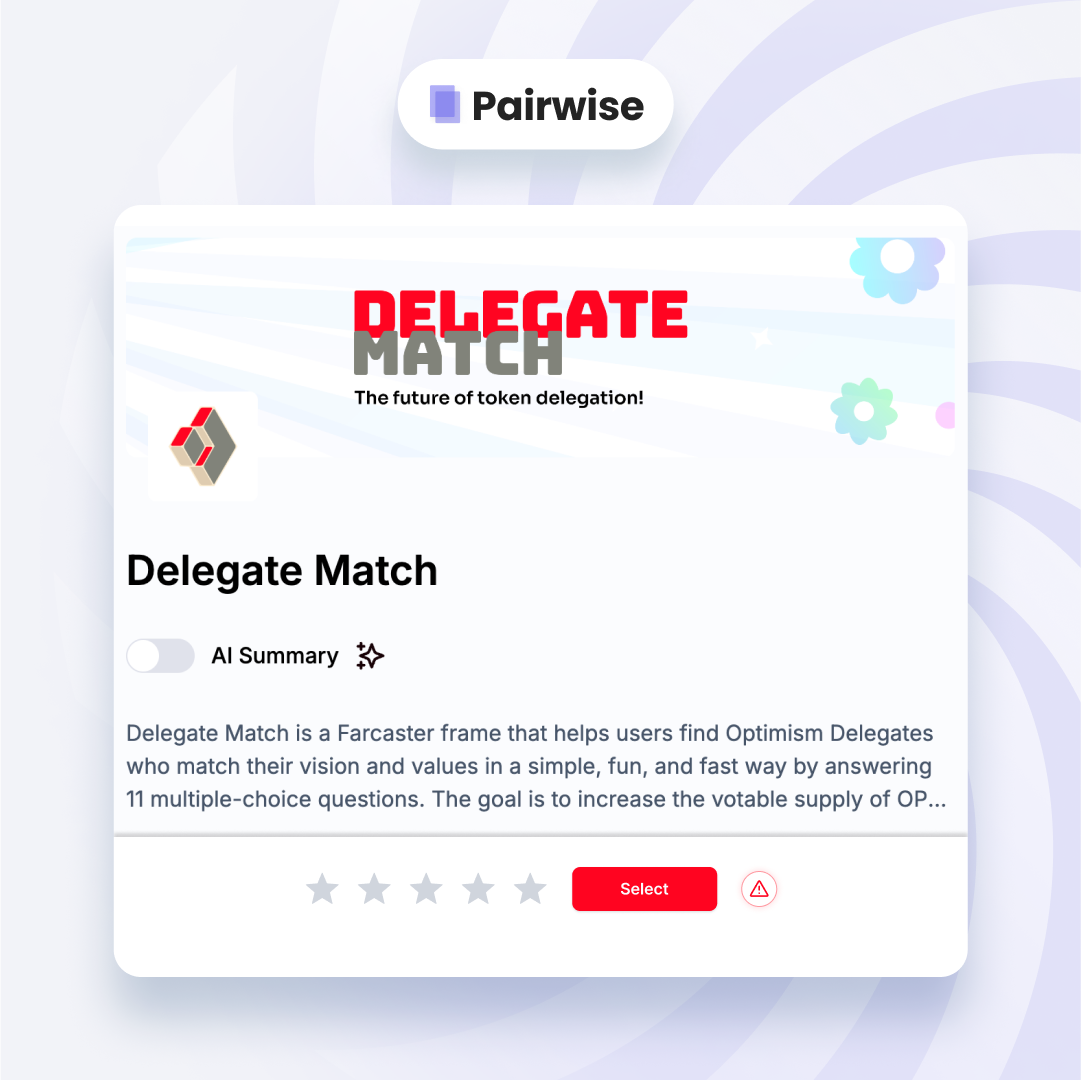 Pairwise
DELEGATE
MATCH
The future of token delegation!
Delegate Match
AI Summary
Delegate Match is a Farcaster frame that helps users find Optimism Delegates
who match their vision and values in a simple, fun, and fast way by answering
11 multiple-choice questions. The goal is to increase the votable supply of OP...
Select